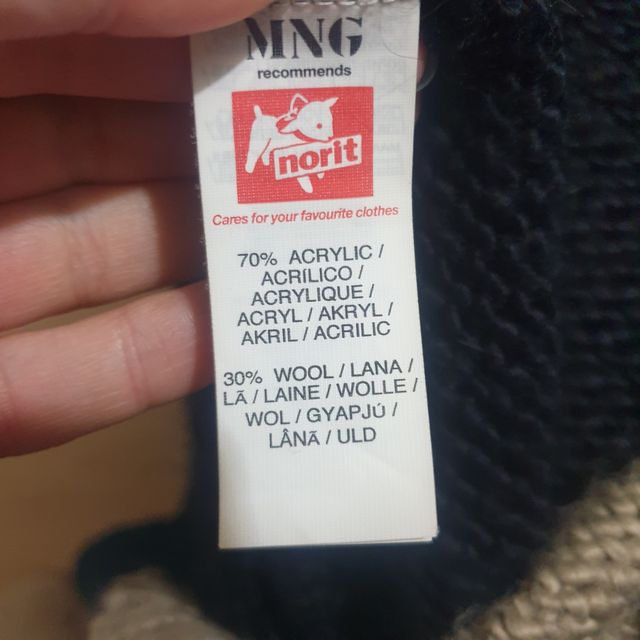 MNG
recommends
norit
Cares for your favourite clothes
70% ACRYLIC /
ACRILICO /
ACRYLIQUE /
ACRYL / AKRYL /
AKRIL / ACRILIC
30% WOOL / LANA /
LÃ / LAINE / WOLLE /
WOL / GYAPJÚ /
LÂNÃ / ULD